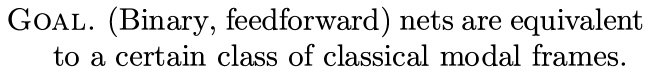 GOAL. (Binary, feedforward) nets are equivalent
to a certain class of classical modal frames.